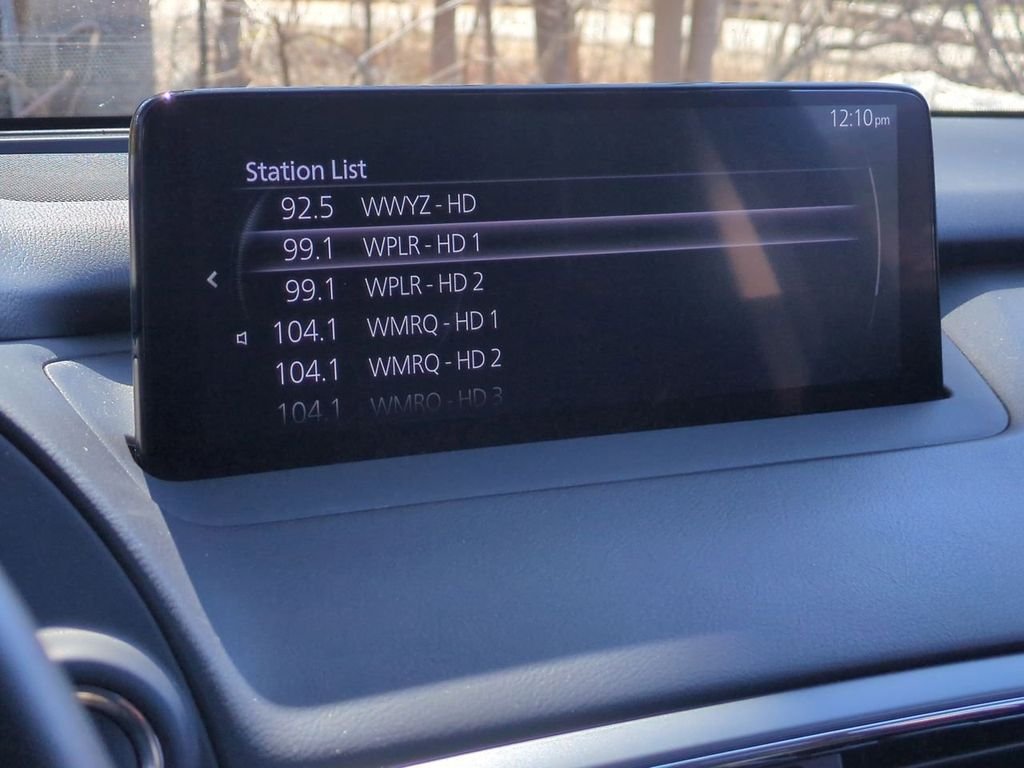 12:10pm
Station List
92.5 WWYZ - HD
99.1 WPLR - HD 1
99.1 WPLR - HD 2
104.1 WMRQ - HD 1
104.1 WMRQ - HD 2
104.1 WMRQ - HD 3